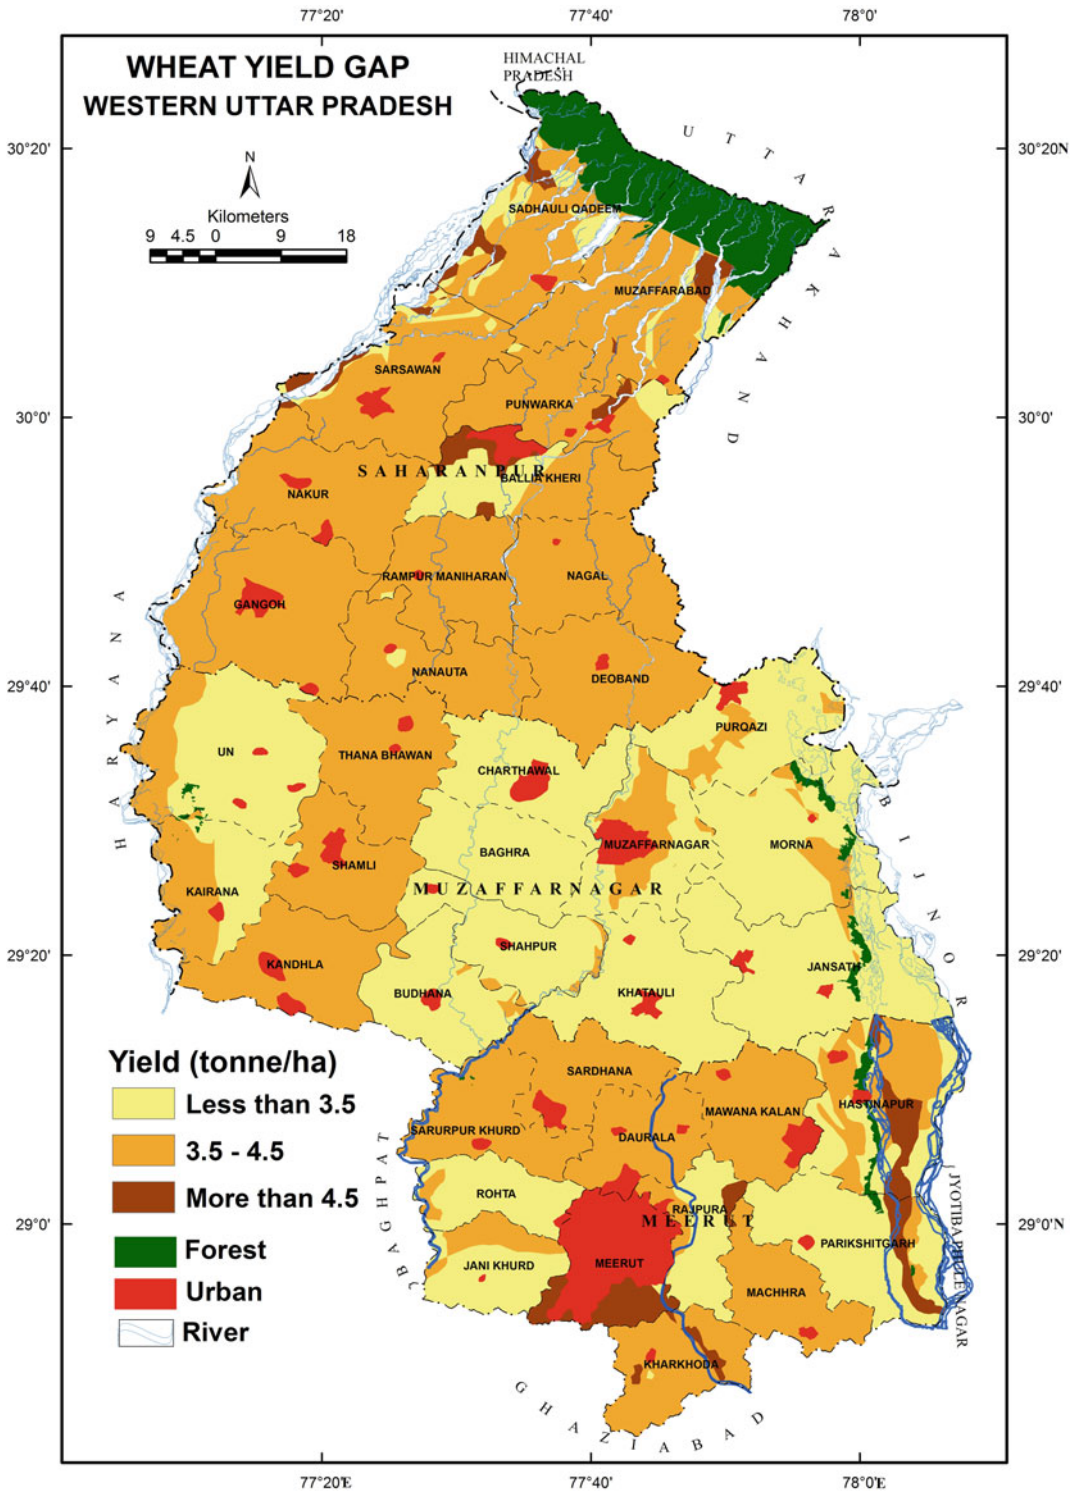 77°20'
77°40'
78°0'
HIMACHAL
PRADESH
WHEAT YIELD GAP
WESTERN UTTAR PRADESH
30°20'
30°20N
N
Kilometers
9 4.5 0 9 18
UTTARAKHAND
SADHAULI QADEEM
MUZAFFARABAD
SARSAWAN
PUNWARKA
30°0'
30°0'
SAHARANPUR
BALLIA KHERI
NAKUR
RAMPUR MANIHARAN
NAGAL
GANGOH
HARYANA
NANAUTA
DEOBAND
29°40'
29°40'
PURQAZI
UN
THANA BHAWAN
CHARTHAWAL
BIJNOR
BAGHRA
MUZAFFARNAGAR
MORNA
SHAMLI
KAIRANA
MUZAFFARNAGAR
SHAHPUR
29°20'
29°20'
KANDHLA
JANSATH
BUDHANA
KHATAULI
Yield (tonne/ha)
Less than 3.5
3.5 - 4.5
More than 4.5
Forest
Urban
River
SARDHANA
MAWANA KALAN
HASTINAPUR
SARURPUR KHURD
DAURALA
BAGHPAT
ROHTA
RAJPURA
MEERUT
29°0'
29°0'N
PARIKSHITGARH
JYOTIBA PHULE NAGAR
JANI KHURD
MEERUT
MACHHRA
KHARKHODA
GHAZIABAD
77°20'E
77°40'
78°0'E